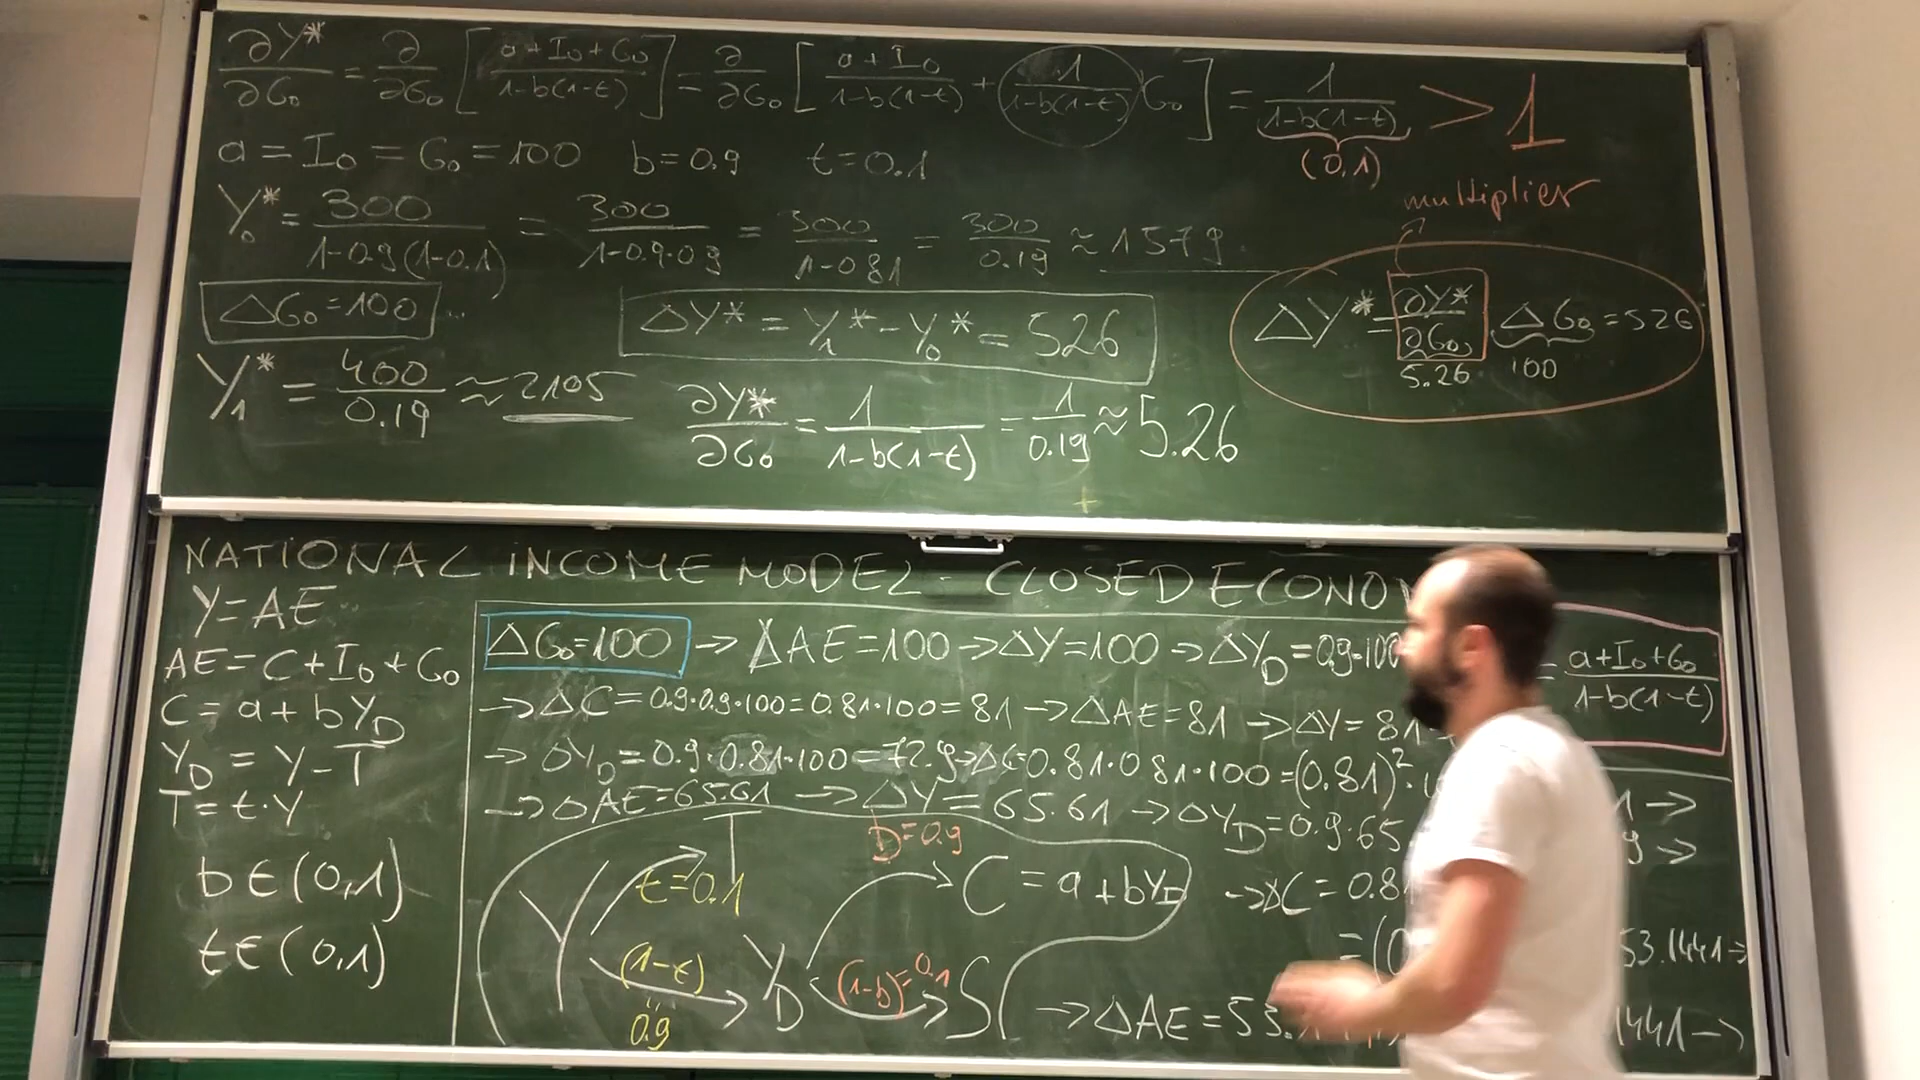 ∂Y*/∂G₀ = ∂/∂G₀ [ (a+I₀+G₀)/(1-b(1-t)) ] = ∂/∂G₀ [ (a+I₀)/(1-b(1-t)) + 1/(1-b(1-t)) G₀ ] = 1/(1-b(1-t)) > 1
(0,1)
a = I₀ = G₀ = 100 b=0.9 t=0.1
multiplier
Y₀* = 300/(1-0.9(1-0.1)) = 300/(1-0.9·0.9) = 300/(1-0.81) = 300/0.19 ≈ 1579
ΔG₀=100
ΔY* = Y₁* - Y₀* = 526
ΔY* = ∂Y*/∂G₀ · ΔG₀ = 526
5.26 100
Y₁* = 400/0.19 ≈ 2105
∂Y*/∂G₀ = 1/(1-b(1-t)) = 1/0.19 ≈ 5.26
NATIONAL INCOME MODEL - CLOSED ECONO
Y=AE
AE=C+I₀+G₀
C=a+bY_D
Y_D=Y-T
T=t·Y
b∈(0,1)
t∈(0,1)
ΔG₀=100 → ΔAE=100 → ΔY=100 → ΔY_D=0.9·100
= (a+I₀+G₀)/(1-b(1-t))
→ΔC=0.9·0.9·100=0.81·100=81 →ΔAE=81 →ΔY=81
→ ΔY_D=0.9·0.81·100=72.9→ΔC=0.81·0.81·100=(0.81)²·1
→ΔAE=65.61 →ΔY=65.61 →ΔY_D=0.9·65
1→
9→
Y
t=0.1
T
(1-t)
0.9
Y_D
b=0.9
C=a+bY_D
(1-b)=0.1
S
→ΔC=0.81
=(0
53.1441→
→ΔAE=53.
1441→